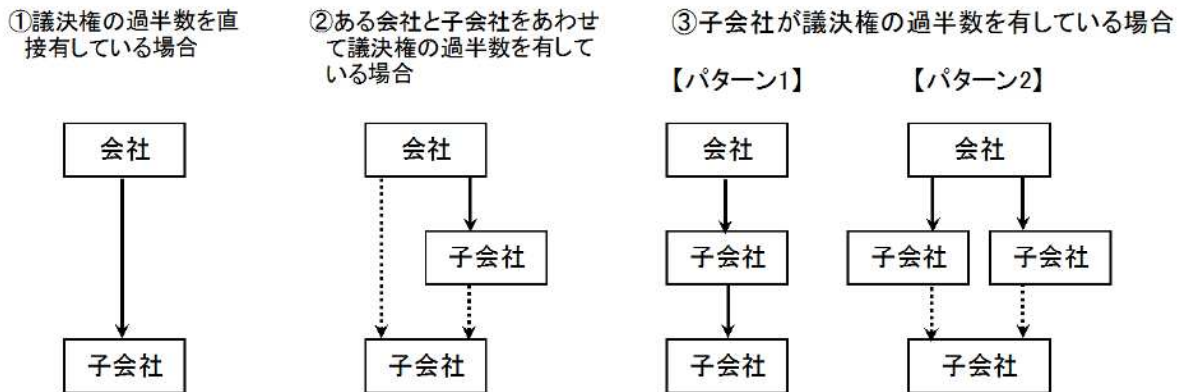 ①議決権の過半数を直
接有している場合
②ある会社と子会社をあわせ
て議決権の過半数を有して
いる場合
③子会社が議決権の過半数を有している場合
【パターン1】
【パターン2】
会社
子会社
会社
子会社
子会社
会社
子会社
子会社
会社
子会社
子会社
子会社